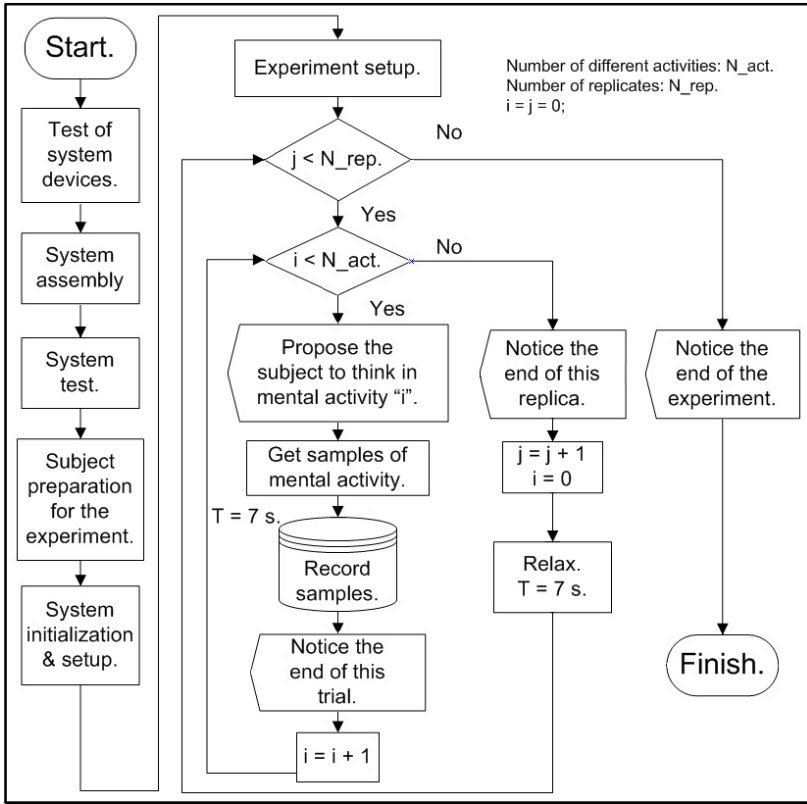 Start.
Test of
system
devices.
System
assembly
System
test.
Subject
preparation
for the
experiment.
System
initialization
& setup.
Experiment setup.
Number of different activities: N_act.
Number of replicates: N_rep.
i = j = 0;
j < N_rep.
No
Yes
i < N_act.
No
Yes
Propose the
subject to think in
mental activity “i”.
Get samples of
mental activity.
T = 7 s.
Record
samples.
Notice the
end of this
trial.
i = i + 1
Notice the
end of this
replica.
j = j + 1
i = 0
Relax.
T = 7 s.
Notice the
end of the
experiment.
Finish.